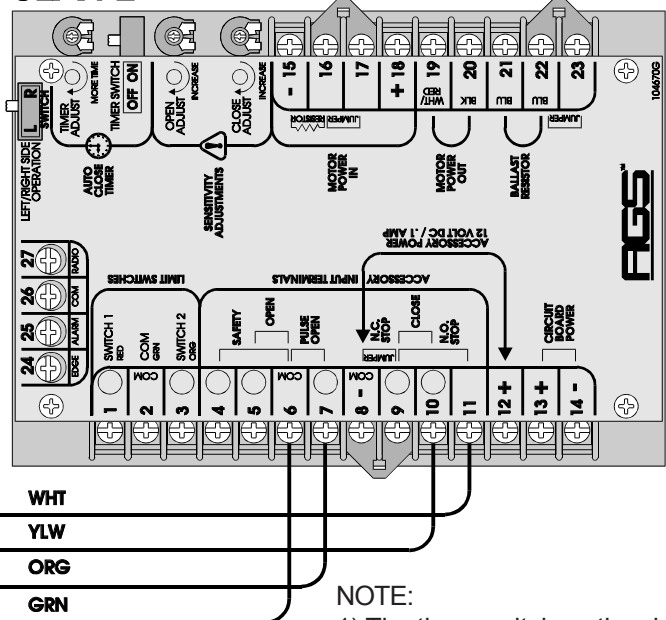 - 15
16
17
+ 18
19
20
21
22
23
104670G
MORE TIME
TIMER SWITCH
OFF ON
INCREASE
INCREASE
L R
SWITCH
LEFT/RIGHT SIDE
OPERATION
TIMER
ADJUST
AUTO
CLOSE
TIMER
OPEN
ADJUST
CLOSE
ADJUST
SENSITIVITY
ADJUSTMENTS
RESISTOR
JUMPER
WHT/
RED
BLK
BLU
BLU
JUMPER
MOTOR
POWER
IN
MOTOR
POWER
OUT
BALLAST
RESISTOR
AGS™
ACCESSORY POWER
12 VOLT DC / .1 AMP
27 RADIO
26 COM
25 ALARM
24 EDGE
LIMIT SWITCHES
ACCESSORY INPUT TERMINALS
SWITCH 1
RED
COM
GRN
SWITCH 2
ORG
SAFETY
OPEN
PULSE
OPEN
N.C.
STOP
CLOSE
N.O.
STOP
CIRCUIT
BOARD
POWER
COM
COM
COM
JUMPER
1
2
3
4
5
6
7
8 -
9
10
11
12 +
13 +
14 -
WHT
YLW
ORG
GRN
NOTE: